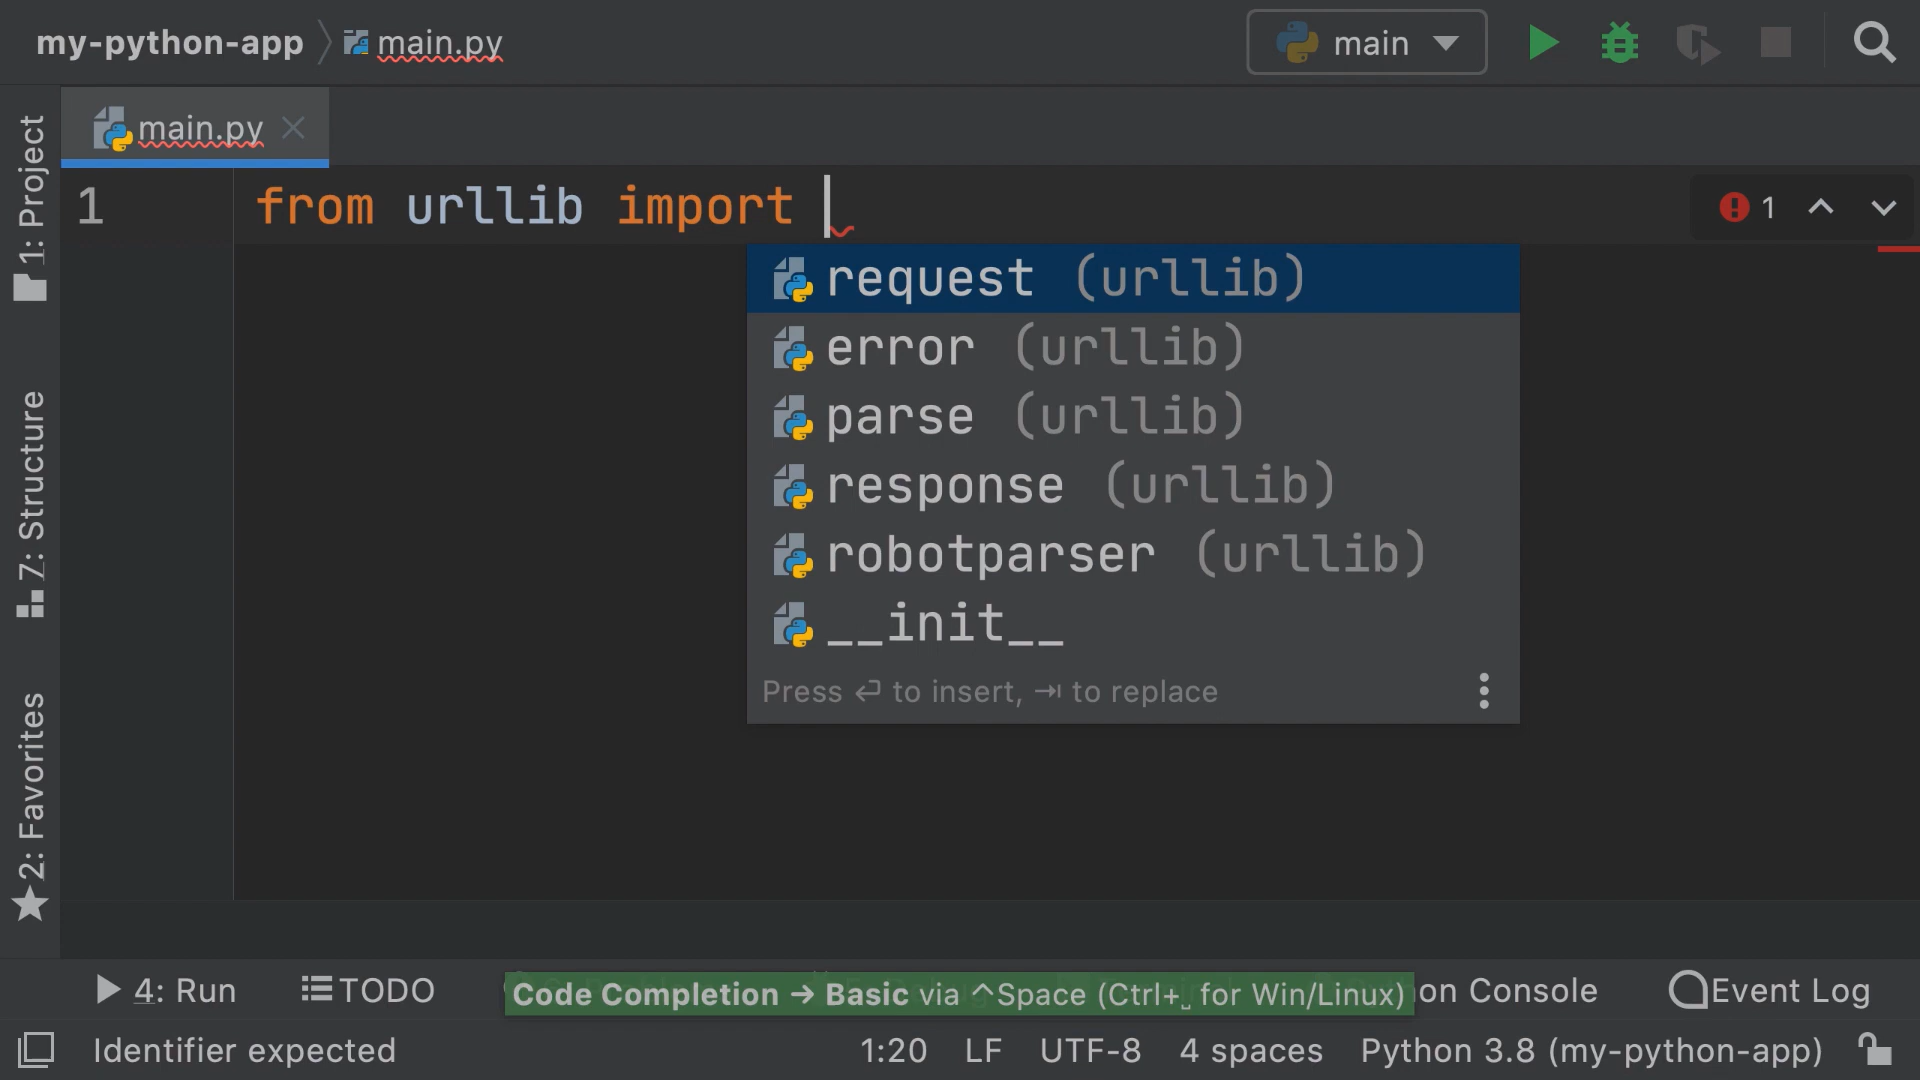 my-python-app main.py
main
main.py
1: Project
1 from urllib import
1
request (urllib)
error (urllib)
parse (urllib)
response (urllib)
robotparser (urllib)
__init__
Press ↩ to insert, ⇥ to replace
7: Structure
2: Favorites
4: Run TODO Code Completion → Basic via ^Space (Ctrl+␣ for Win/Linux) on Console Event Log
Identifier expected 1:20 LF UTF-8 4 spaces Python 3.8 (my-python-app)